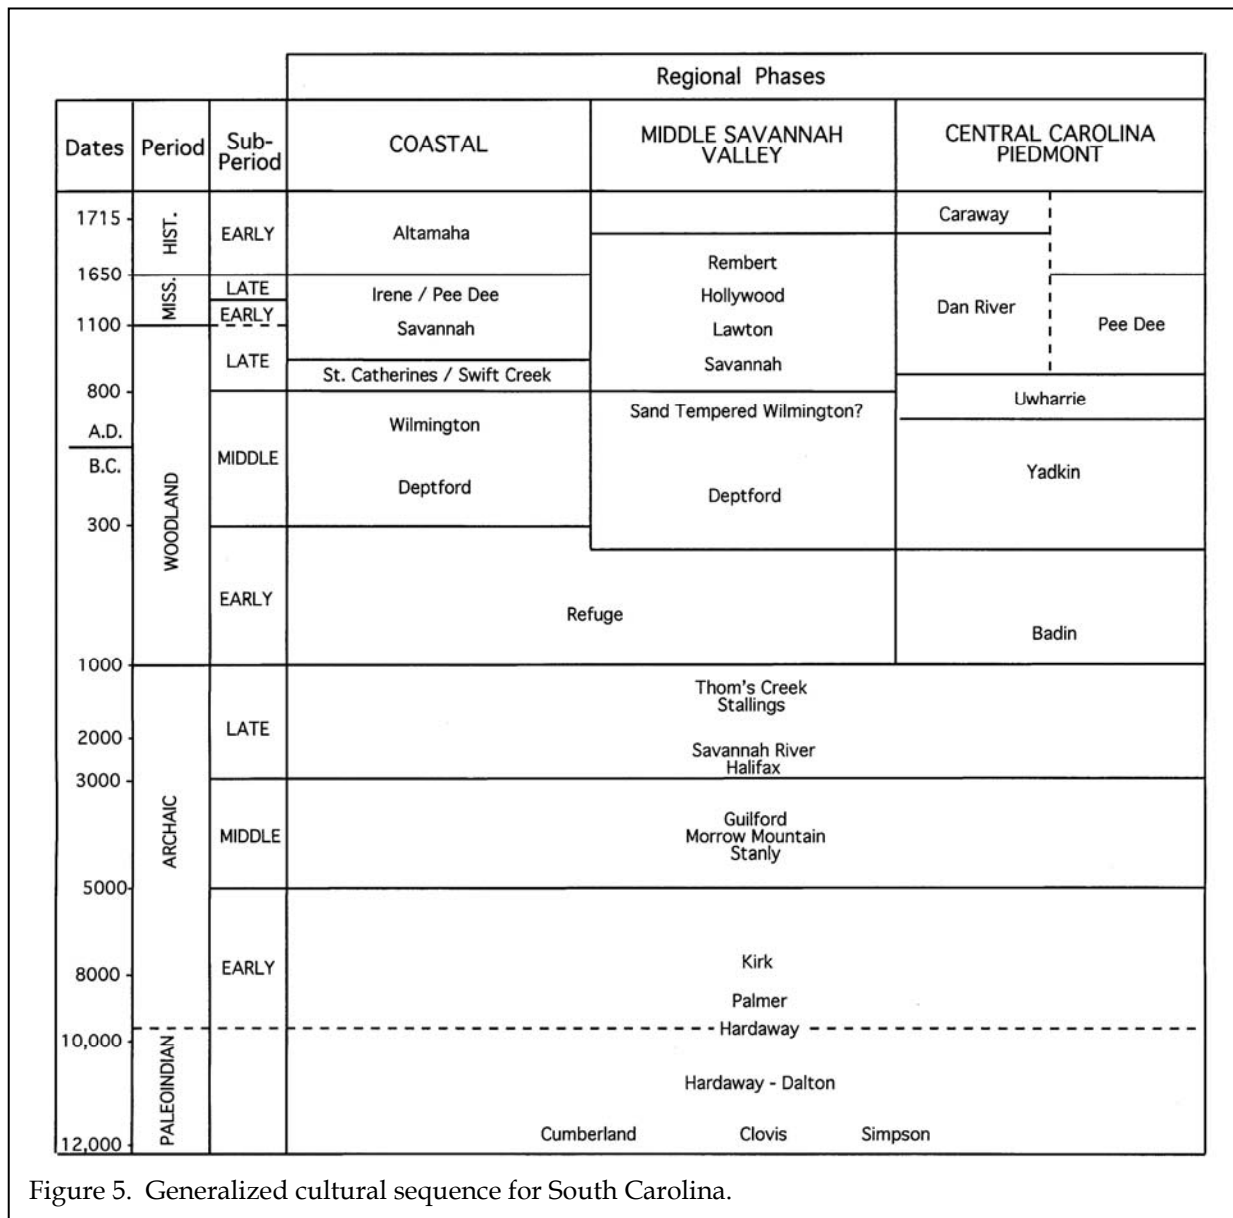 Regional Phases
Dates
Period
Sub-
Period
COASTAL
MIDDLE SAVANNAH
VALLEY
CENTRAL CAROLINA
PIEDMONT
1715
HIST.
EARLY
Altamaha
Caraway
1650
MISS.
LATE
EARLY
Irene / Pee Dee
Savannah
Rembert
Hollywood
Lawton
Savannah
Dan River
Pee Dee
1100
WOODLAND
LATE
St. Catherines / Swift Creek
Uwharrie
800
A.D.
B.C.
MIDDLE
Wilmington
Deptford
Sand Tempered Wilmington?
Deptford
Yadkin
300
EARLY
Refuge
Badin
1000
ARCHAIC
LATE
Thom's Creek
Stallings
2000
Savannah River
Halifax
3000
MIDDLE
Guilford
Morrow Mountain
Stanly
5000
EARLY
8000
Kirk
Palmer
Hardaway
10,000
PALEOINDIAN
Hardaway - Dalton
12,000
Cumberland
Clovis
Simpson
Figure 5. Generalized cultural sequence for South Carolina.